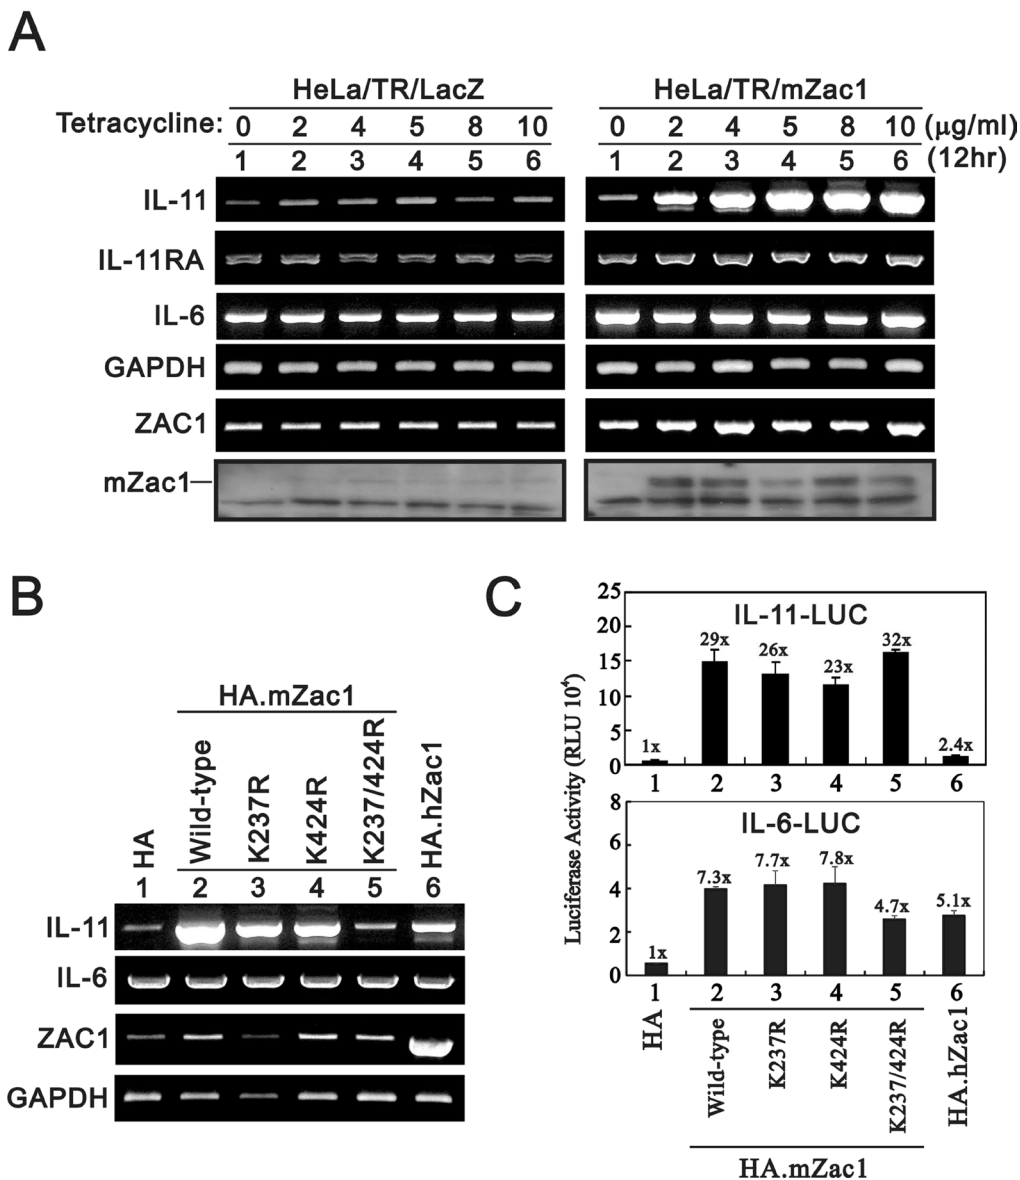 A
HeLa/TR/LacZ
HeLa/TR/mZac1
Tetracycline: 0 2 4 5 8 10 0 2 4 5 8 10 (μg/ml)
1 2 3 4 5 6 1 2 3 4 5 6 (12hr)
IL-11
IL-11RA
IL-6
GAPDH
ZAC1
mZac1
B
HA.mZac1
HA
Wild-type
K237R
K424R
K237/424R
HA.hZac1
1 2 3 4 5 6
IL-11
IL-6
ZAC1
GAPDH
C
Luciferase Activity (RLU 10⁴)
IL-11-LUC
25
20
15
10
5
0
1x
29x
26x
23x
32x
2.4x
1 2 3 4 5 6
IL-6-LUC
8
6
4
2
0
1x
7.3x
7.7x
7.8x
4.7x
5.1x
1 2 3 4 5 6
HA
Wild-type
K237R
K424R
K237/424R
HA.hZac1
HA.mZac1